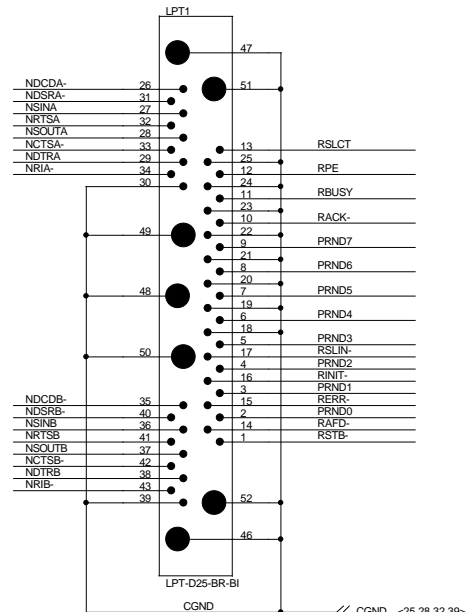 LPT1
47
51
NDCDA- 26
NDSRA- 31
NSINA 27
NRTSA 32
NSOUTA 28
NCTSA- 33
NDTRA 29
NRIA- 34
30
13 RSLCT
25
12 RPE
24
11 RBUSY
23
10 RACK-
22
9 PRND7
21
8 PRND6
20
7 PRND5
19
6 PRND4
18
5 PRND3
17 RSLIN-
4 PRND2
16 RINIT-
3 PRND1
15 RERR-
2 PRND0
14 RAFD-
1 RSTB-
49
48
50
NDCDB- 35
NDSRB- 40
NSINB 36
NRTSB 41
NSOUTB 37
NCTSB- 42
NDTRB 38
NRIB- 43
39
52
46
LPT-D25-BR-BI
CGND
CGND <25,28,32,39>